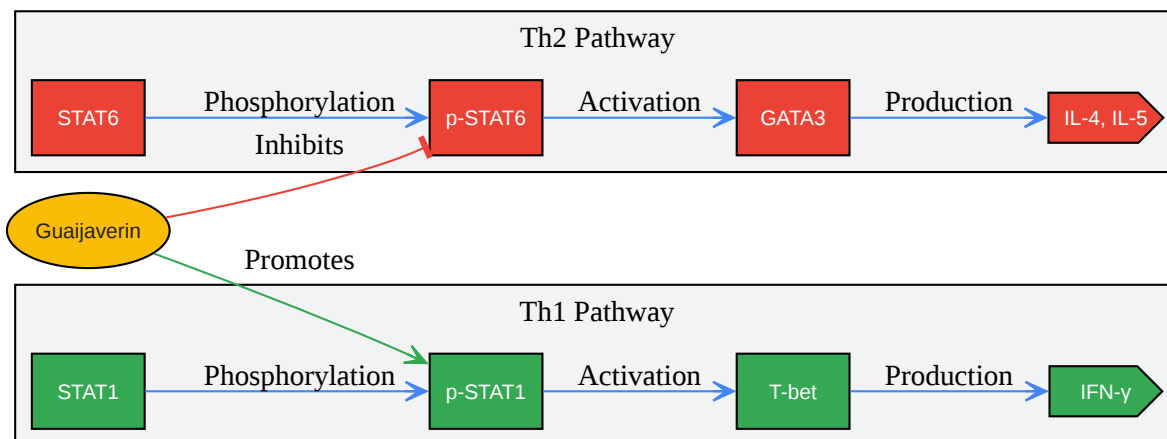 Th2 Pathway
STAT6
Phosphorylation
p-STAT6
Activation
GATA3
Production
IL-4, IL-5
Inhibits
Guaijaverin
Promotes
Th1 Pathway
STAT1
Phosphorylation
p-STAT1
Activation
T-bet
Production
IFN-γ